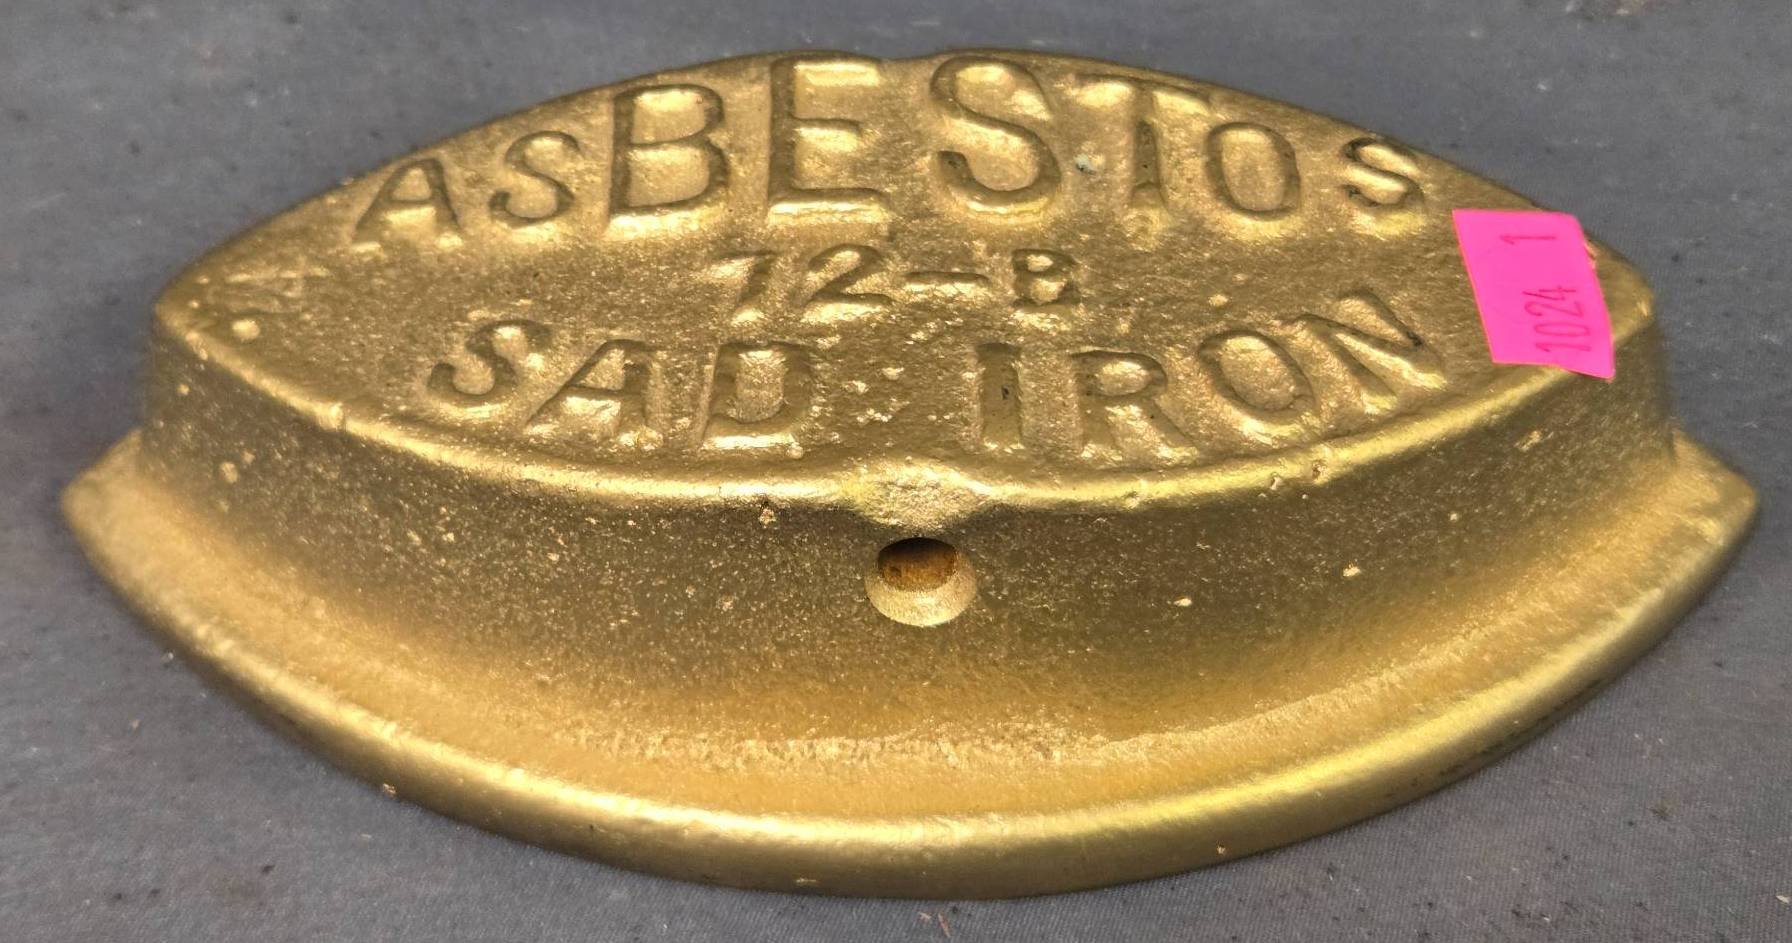 ASBESTOS
72-B
SAD IRON
1024 1